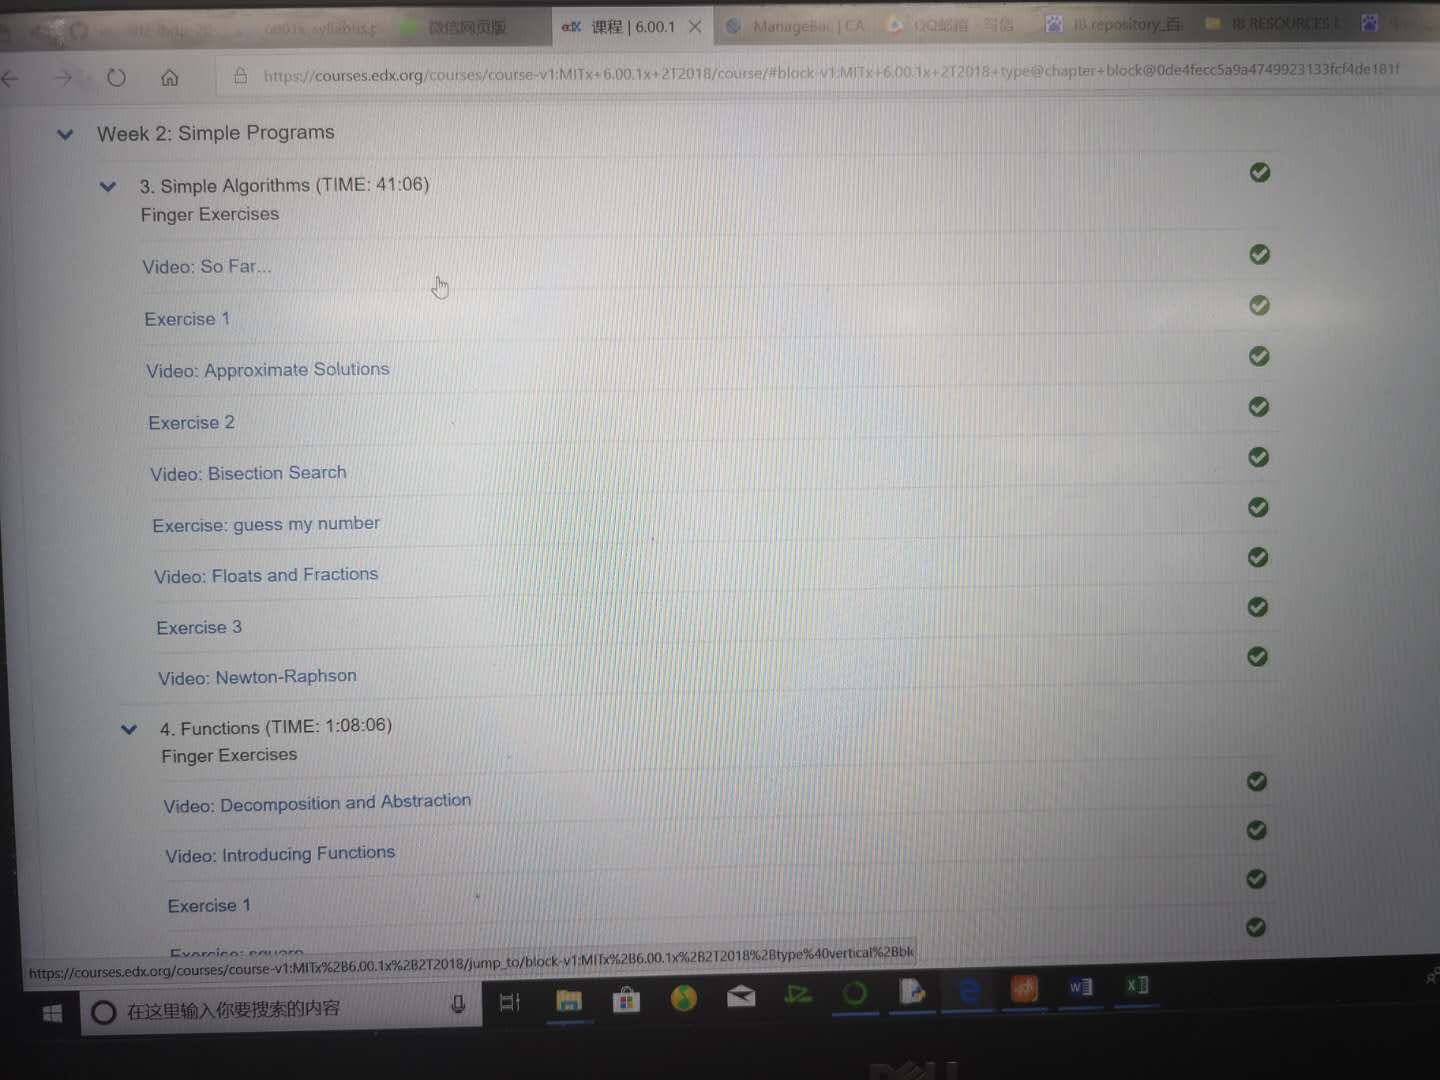 微信网页版
edX 课程 | 6.00.1
ManageBac | CA
QQ邮箱 - 写信
IB repository_百
IB RESOURCES
https://courses.edx.org/courses/course-v1:MITx+6.00.1x+2T2018/course/#block-v1:MITx+6.00.1x+2T2018+type@chapter+block@0de4fecc5a9a4749923133fcf4de181f
Week 2: Simple Programs
3. Simple Algorithms (TIME: 41:06)
Finger Exercises
Video: So Far...
Exercise 1
Video: Approximate Solutions
Exercise 2
Video: Bisection Search
Exercise: guess my number
Video: Floats and Fractions
Exercise 3
Video: Newton-Raphson
4. Functions (TIME: 1:08:06)
Finger Exercises
Video: Decomposition and Abstraction
Video: Introducing Functions
Exercise 1
Exercise: square
https://courses.edx.org/courses/course-v1:MITx%2B6.00.1x%2B2T2018/jump_to/block-v1:MITx%2B6.00.1x%2B2T2018%2Btype%40vertical%2Bbk
在这里输入你要搜索的内容
DELL